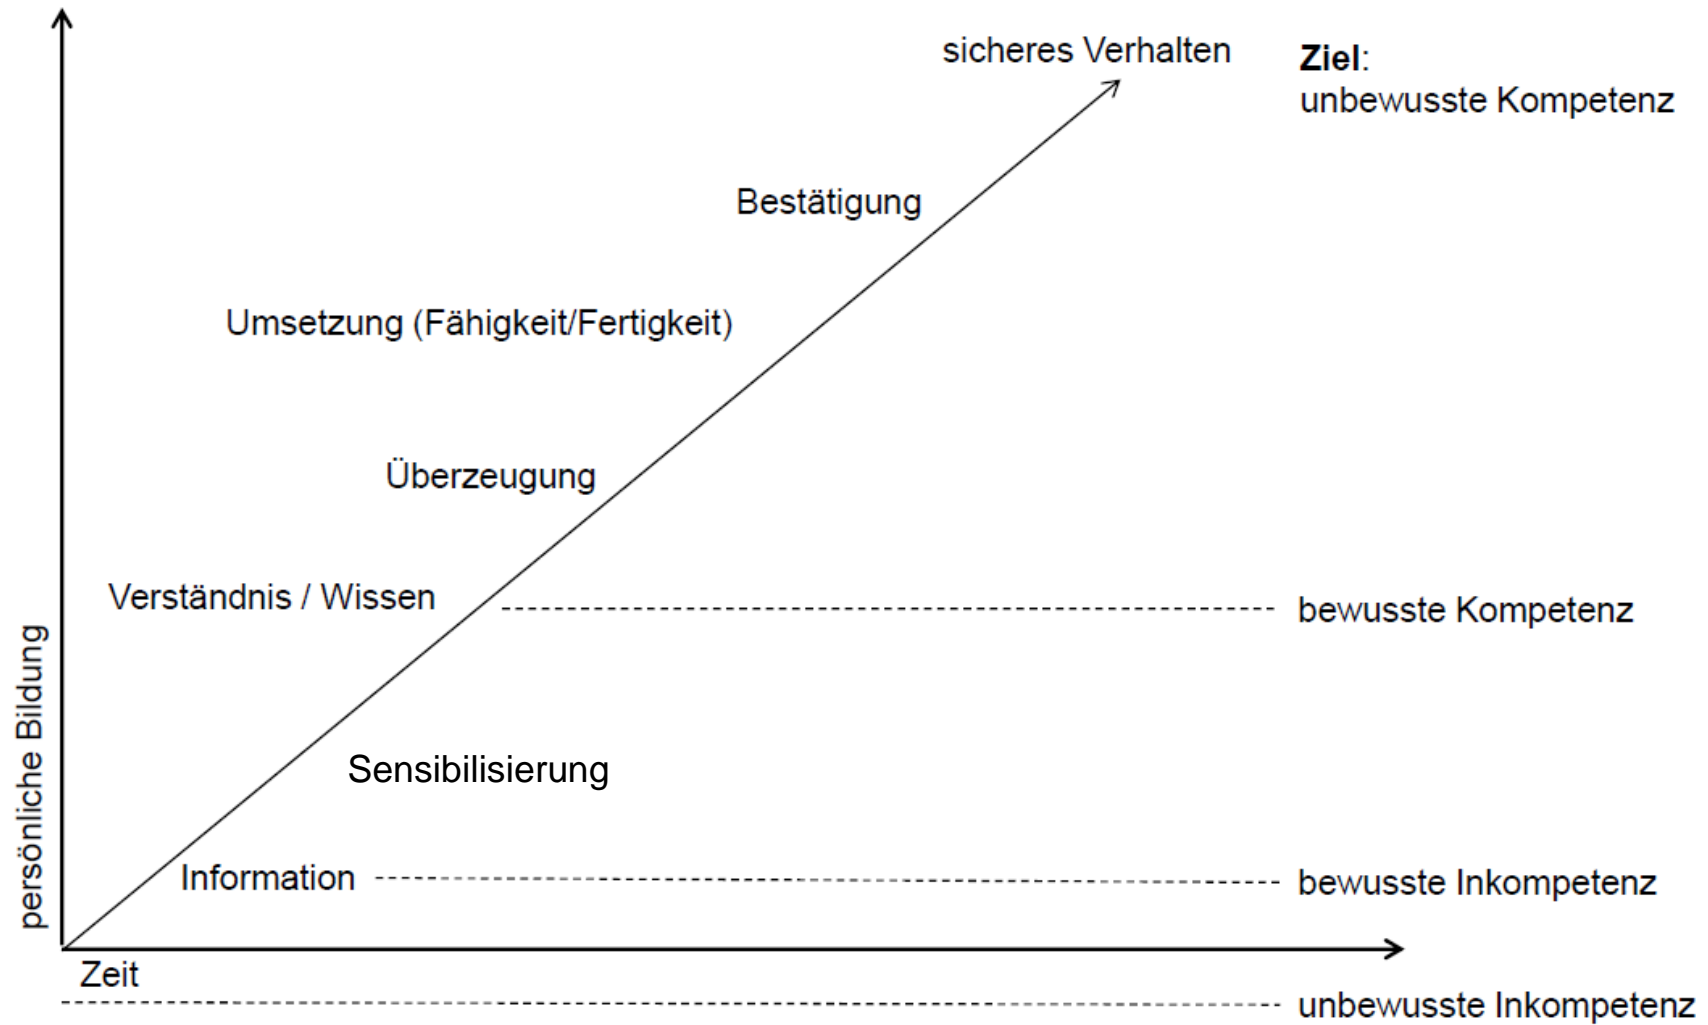 sicheres Verhalten
Ziel:
unbewusste Kompetenz
Bestätigung
Umsetzung (Fähigkeit/Fertigkeit)
Überzeugung
Verständnis / Wissen
bewusste Kompetenz
persönliche Bildung
Sensibilisierung
Information
bewusste Inkompetenz
Zeit
unbewusste Inkompetenz